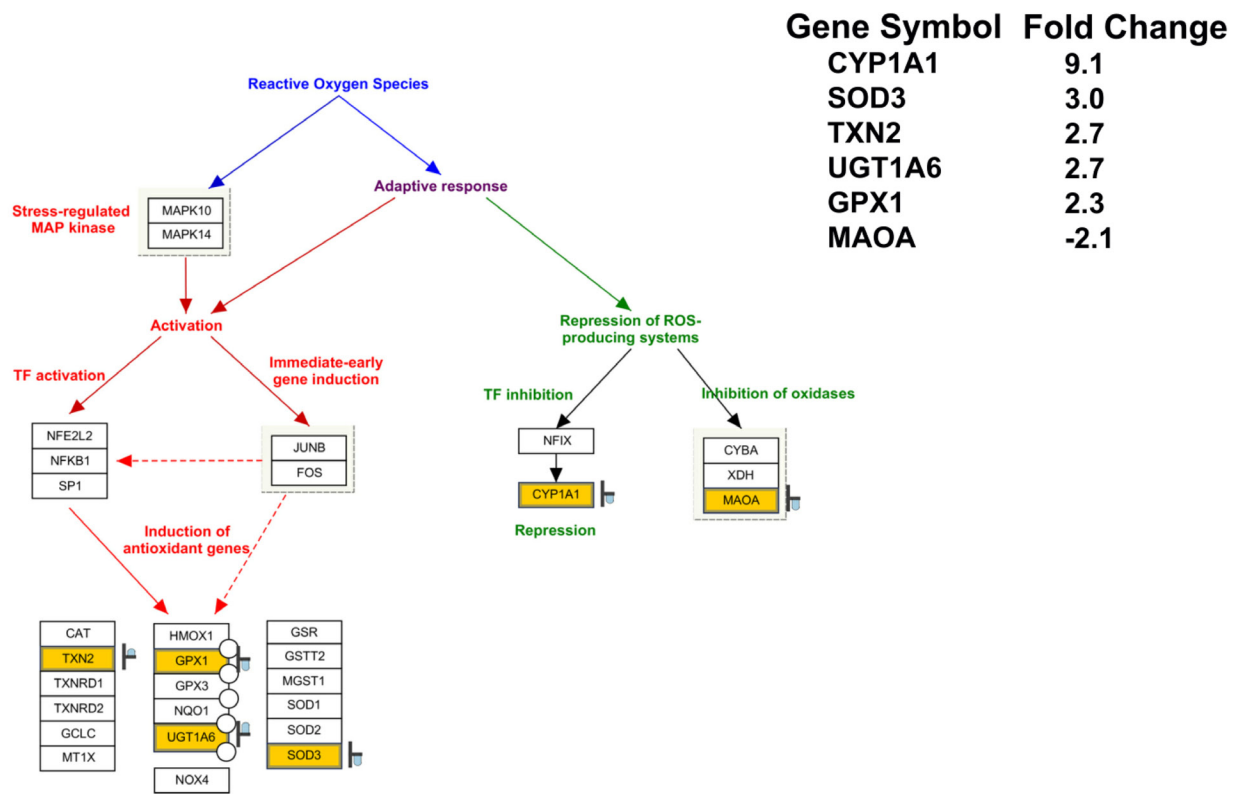 Gene Symbol Fold Change
CYP1A1 9.1
SOD3 3.0
TXN2 2.7
UGT1A6 2.7
GPX1 2.3
MAOA -2.1
Reactive Oxygen Species
Adaptive response
Stress-regulated
MAP kinase
MAPK10
MAPK14
Activation
Repression of ROS-
producing systems
TF activation
Immediate-early
gene induction
TF inhibition
Inhibition of oxidases
NFE2L2
NFKB1
SP1
JUNB
FOS
NFIX
CYP1A1
Repression
CYBA
XDH
MAOA
Induction of
antioxidant genes
CAT
TXN2
TXNRD1
TXNRD2
GCLC
MT1X
HMOX1
GPX1
GPX3
NQO1
UGT1A6
NOX4
GSR
GSTT2
MGST1
SOD1
SOD2
SOD3